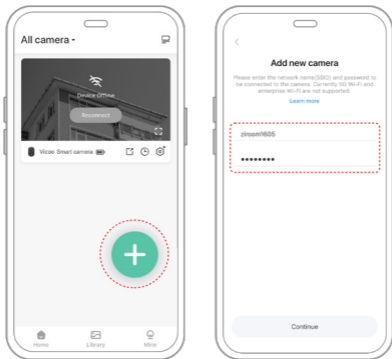 All camera
Device Offline
Reconnect
Vicoo Smart camera
Home
Library
Mine
Add new camera
Please enter the network name(SSID) and password to
be connected to the camera. Currently 5G Wi-Fi and
enterprise Wi-Fi are not supported.
Learn more
ziroom1605
••••••••
Continue